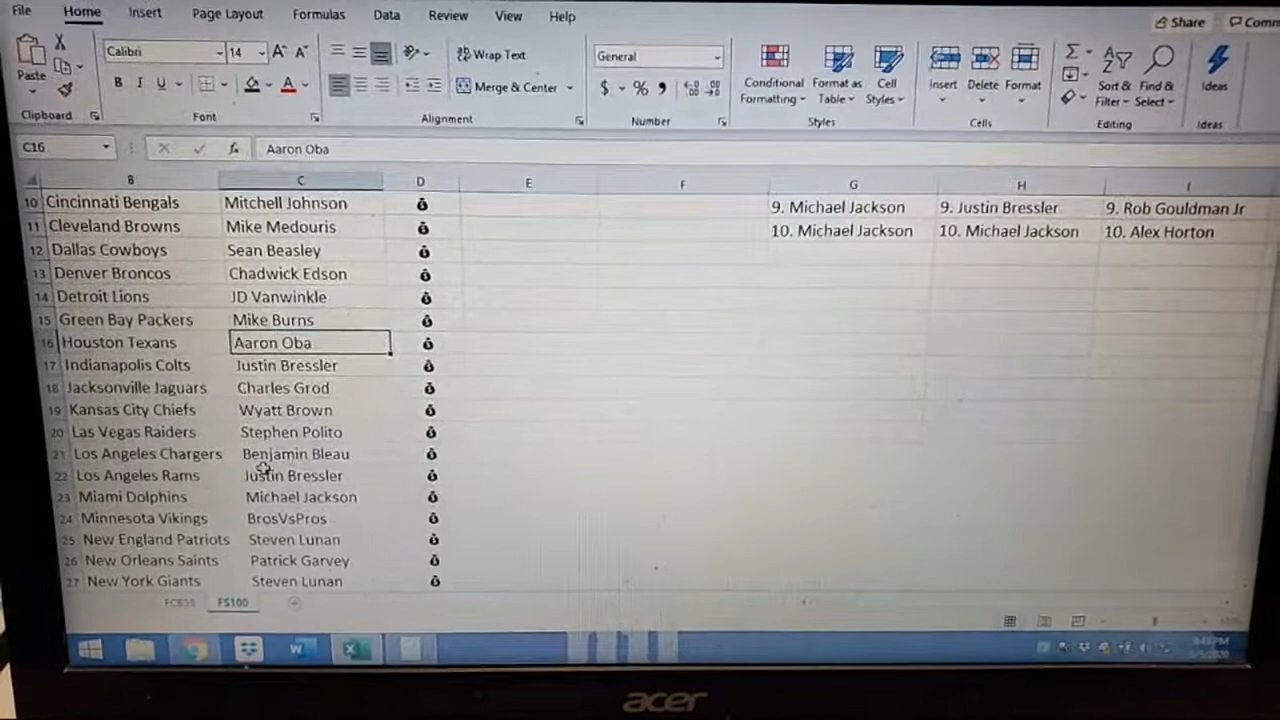 File Home Insert Page Layout Formulas Data Review View Help Share
Paste Calibri 14 Wrap Text General
B I U Merge & Center $ % Conditional Formatting Format as Table Cell Styles Insert Delete Format Sort & Filter Find & Select Ideas
Clipboard Font Alignment Number Styles Cells Editing Ideas
C16 fx Aaron Oba
B C D E F G H I
10 Cincinnati Bengals Mitchell Johnson 9. Michael Jackson 9. Justin Bressler 9. Rob Gouldman Jr
11 Cleveland Browns Mike Medouris 10. Michael Jackson 10. Michael Jackson 10. Alex Horton
12 Dallas Cowboys Sean Beasley
13 Denver Broncos Chadwick Edson
14 Detroit Lions JD Vanwinkle
15 Green Bay Packers Mike Burns
16 Houston Texans Aaron Oba
17 Indianapolis Colts Justin Bressler
18 Jacksonville Jaguars Charles Grod
19 Kansas City Chiefs Wyatt Brown
20 Las Vegas Raiders Stephen Polito
21 Los Angeles Chargers Benjamin Bleau
22 Los Angeles Rams Justin Bressler
23 Miami Dolphins Michael Jackson
24 Minnesota Vikings BrosVsPros
25 New England Patriots Steven Lunan
26 New Orleans Saints Patrick Garvey
27 New York Giants Steven Lunan
FS100
acer